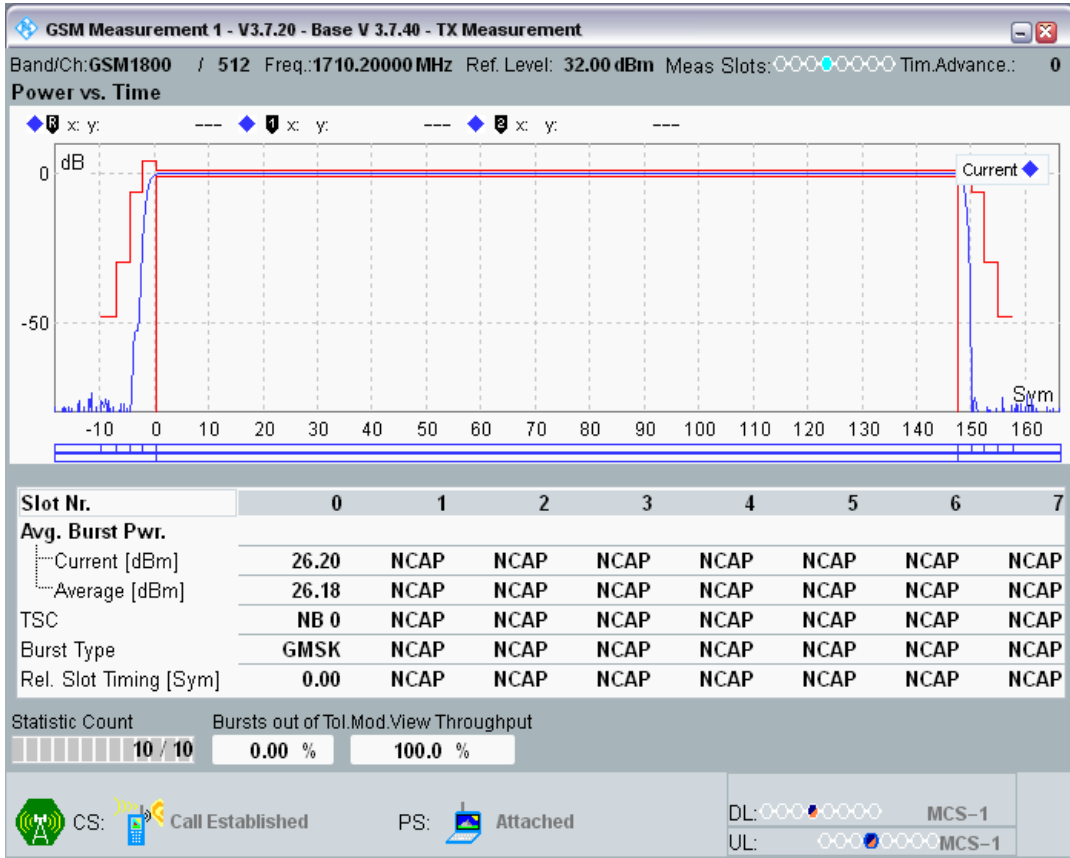 GSM Measurement 1 - V3.7.20 - Base V 3.7.40 - TX Measurement
Band/Ch:GSM1800 / 512 Freq.:1710.20000 MHz Ref. Level: 32.00 dBm Meas Slots: Tim.Advance.: 0
Power vs. Time
R x: y: --- 1 x: y: --- 2 x: y: ---
dB
Current
0
-50
Sym
-10 0 10 20 30 40 50 60 70 80 90 100 110 120 130 140 150 160
Slot Nr. 0 1 2 3 4 5 6 7
Avg. Burst Pwr.
Current [dBm] 26.20 NCAP NCAP NCAP NCAP NCAP NCAP NCAP
Average [dBm] 26.18 NCAP NCAP NCAP NCAP NCAP NCAP NCAP
TSC NB 0 NCAP NCAP NCAP NCAP NCAP NCAP NCAP
Burst Type GMSK NCAP NCAP NCAP NCAP NCAP NCAP NCAP
Rel. Slot Timing [Sym] 0.00 NCAP NCAP NCAP NCAP NCAP NCAP NCAP
Statistic Count Bursts out of Tol. Mod.View Throughput
10 / 10 0.00 % 100.0 %
CS: Call Established PS: Attached
DL: MCS-1
UL: MCS-1